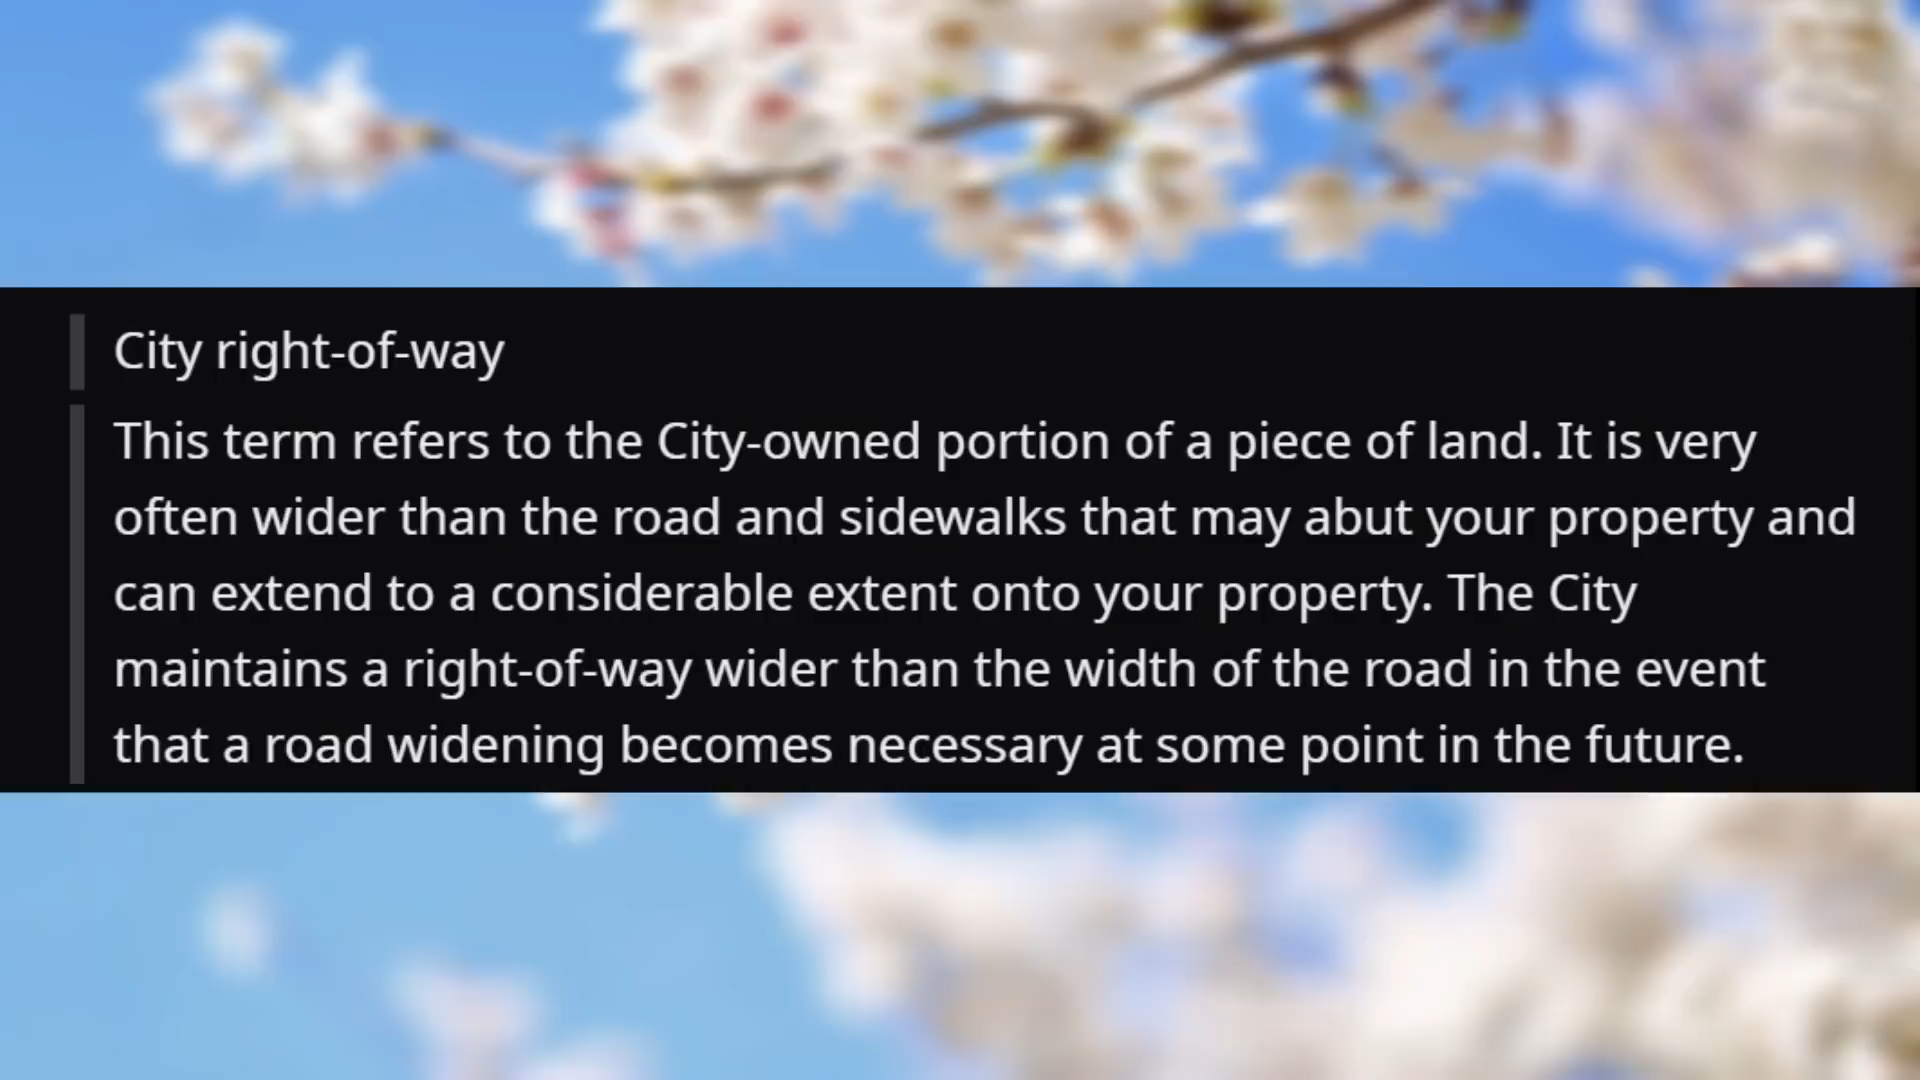 City right-of-way
This term refers to the City-owned portion of a piece of land. It is very
often wider than the road and sidewalks that may abut your property and
can extend to a considerable extent onto your property. The City
maintains a right-of-way wider than the width of the road in the event
that a road widening becomes necessary at some point in the future.